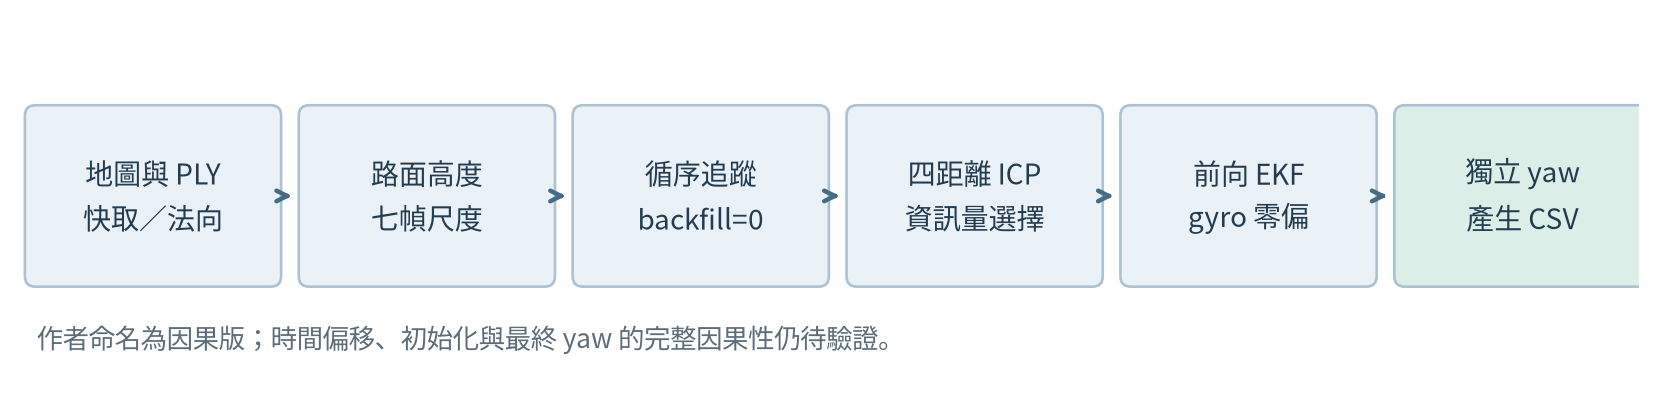 地圖與 PLY
快取／法向
路面高度
七幀尺度
循序追蹤
backfill=0
四距離 ICP
資訊量選擇
前向 EKF
gyro 零偏
獨立 yaw
產生 CSV
作者命名為因果版；時間偏移、初始化與最終 yaw 的完整因果性仍待驗證。